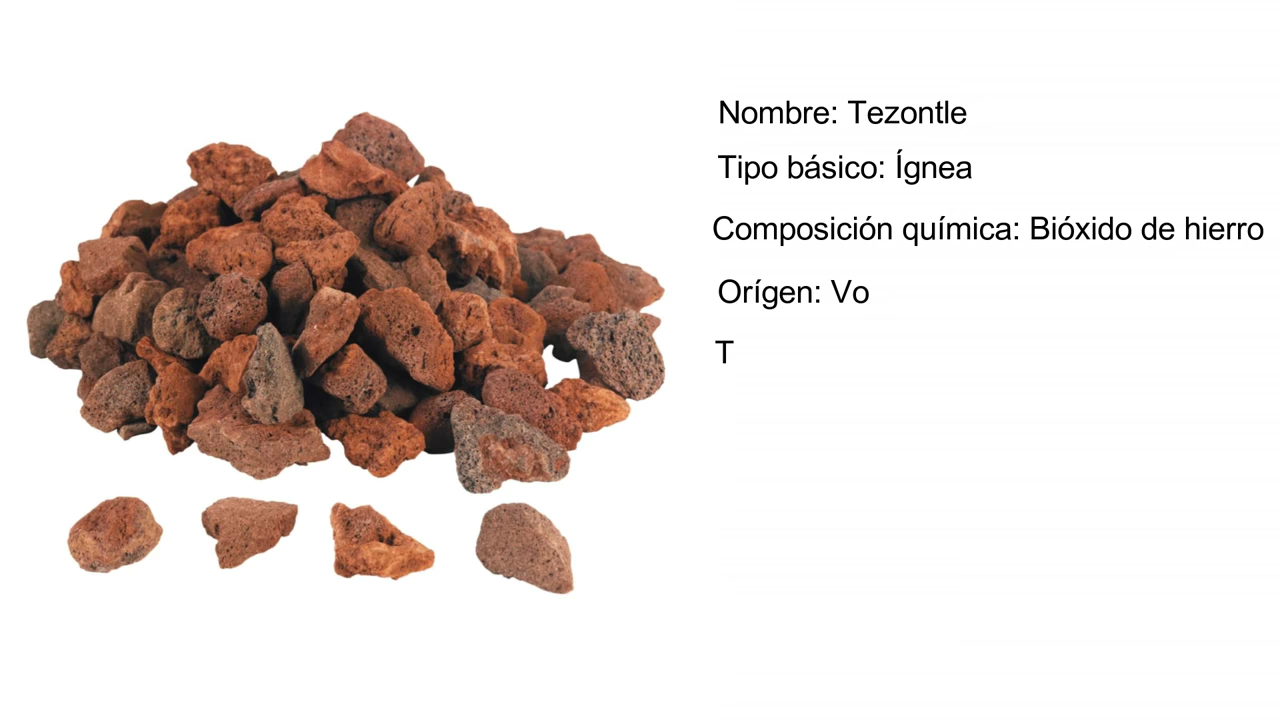 Nombre: Tezontle
Tipo básico: Ígnea
Composición química: Bióxido de hierro
Orígen: Vo
T